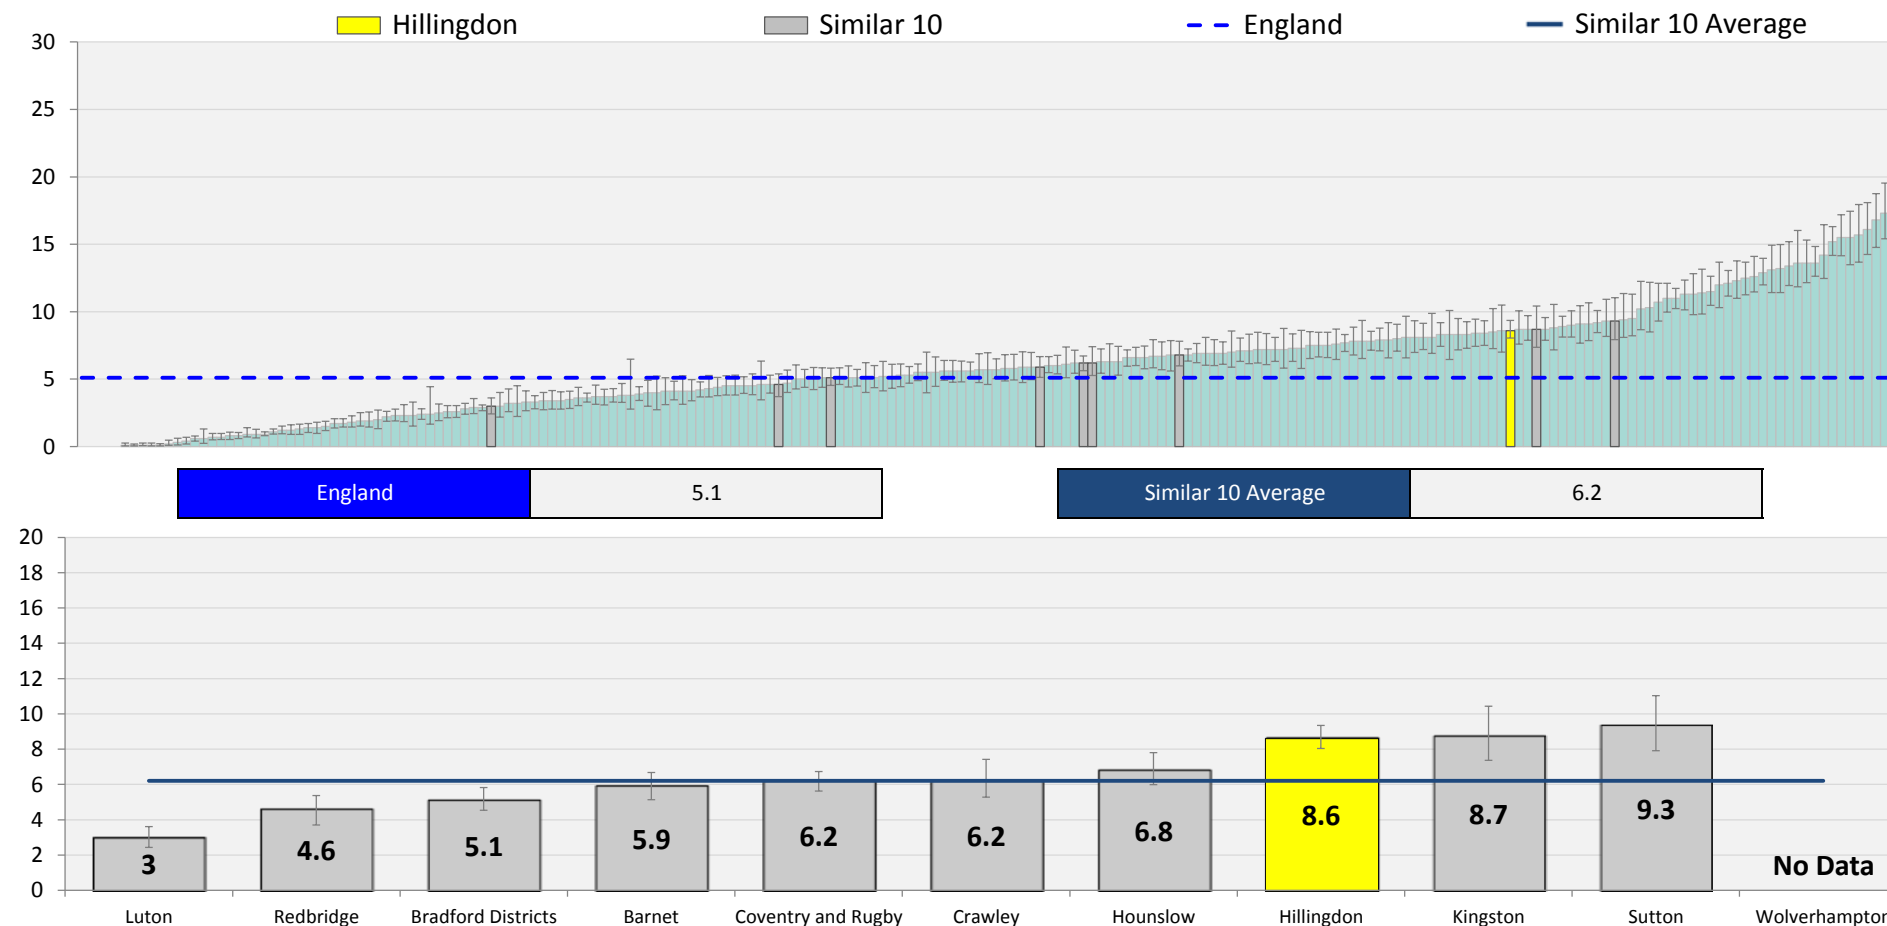 Hillingdon
Similar 10
England
Similar 10 Average
30
25
20
15
10
5
0
England
5.1
Similar 10 Average
6.2
20
18
16
14
12
10
8
6
4
2
0
3
4.6
5.1
5.9
6.2
6.2
6.8
8.6
8.7
9.3
No Data
Luton
Redbridge
Bradford Districts
Barnet
Coventry and Rugby
Crawley
Hounslow
Hillingdon
Kingston
Sutton
Wolverhampton